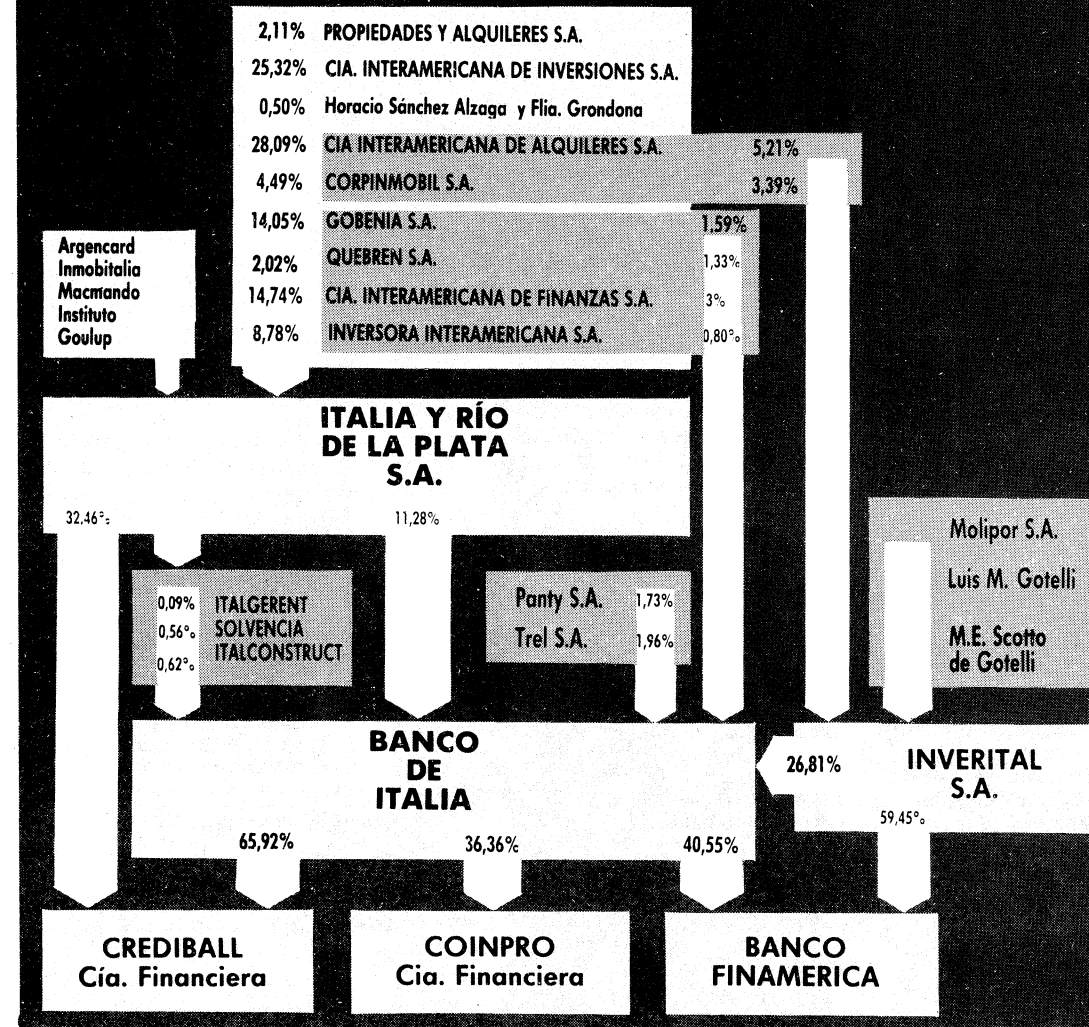 2,11% PROPIEDADES Y ALQUILERES S.A.
25,32% CIA. INTERAMERICANA DE INVERSIONES S.A.
0,50% Horacio Sánchez Alzaga y Flia. Grondona
28,09% CIA INTERAMERICANA DE ALQUILERES S.A. 5,21%
4,49% CORPINMOBIL S.A. 3,39%
14,05% GOBENIA S.A. 1.59%
2,02% QUEBREN S.A. 1,33%
14,74% CIA. INTERAMERICANA DE FINANZAS S.A. 3%
8,78% INVERSORA INTERAMERICANA S.A. 0,80%
Argencard
Inmobitalia
Macmando
Instituto
Goulup
ITALIA Y RÍO
DE LA PLATA
S.A.
32,46% 11,28%
0,09% ITALGERENT
0,56% SOLVENCIA
0,62% ITALCONSTRUCT
Panty S.A. 1,73%
Trel S.A. 1,96%
Molipor S.A.
Luis M. Gotelli
M.E. Scotto
de Gotelli
BANCO
DE
ITALIA
65,92% 36,36% 40,55%
26,81%
INVERITAL
S.A.
59,45%
CREDIBALL
Cía. Financiera
COINPRO
Cia. Financiera
BANCO
FINAMERICA